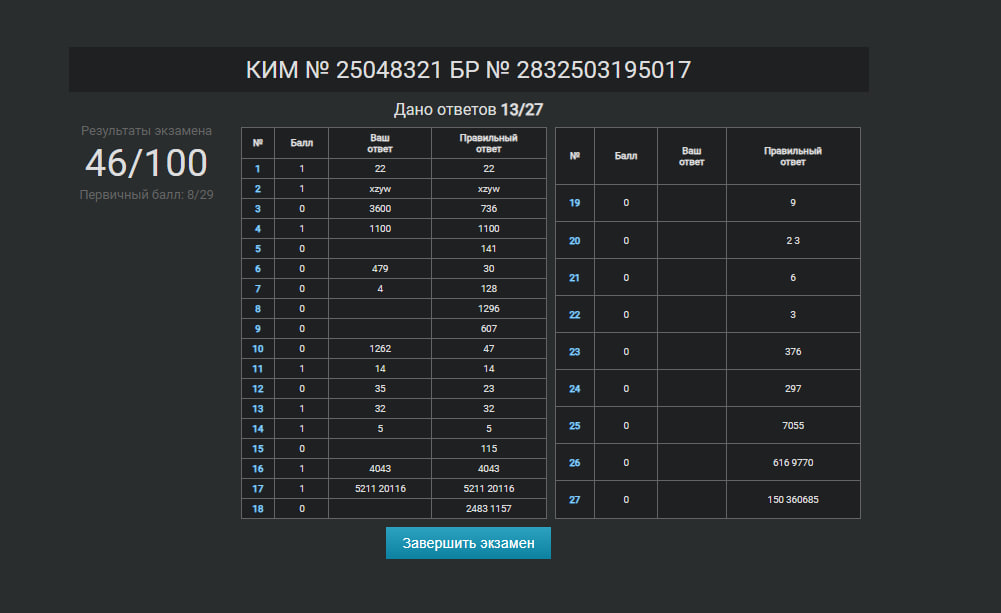 КИМ № 25048321 БР № 2832503195017
Дано ответов 13/27
Результаты экзамена
46/100
Первичный балл: 8/29
№ Балл Ваш ответ Правильный ответ
1 1 22 22
2 1 xzyw xzyw
3 0 3600 736
4 1 1100 1100
5 0 141
6 0 479 30
7 0 4 128
8 0 1296
9 0 607
10 0 1262 47
11 1 14 14
12 0 35 23
13 1 32 32
14 1 5 5
15 0 115
16 1 4043 4043
17 1 5211 20116 5211 20116
18 0 2483 1157
№ Балл Ваш ответ Правильный ответ
19 0 9
20 0 2 3
21 0 6
22 0 3
23 0 376
24 0 297
25 0 7055
26 0 616 9770
27 0 150 360685
Завершить экзамен